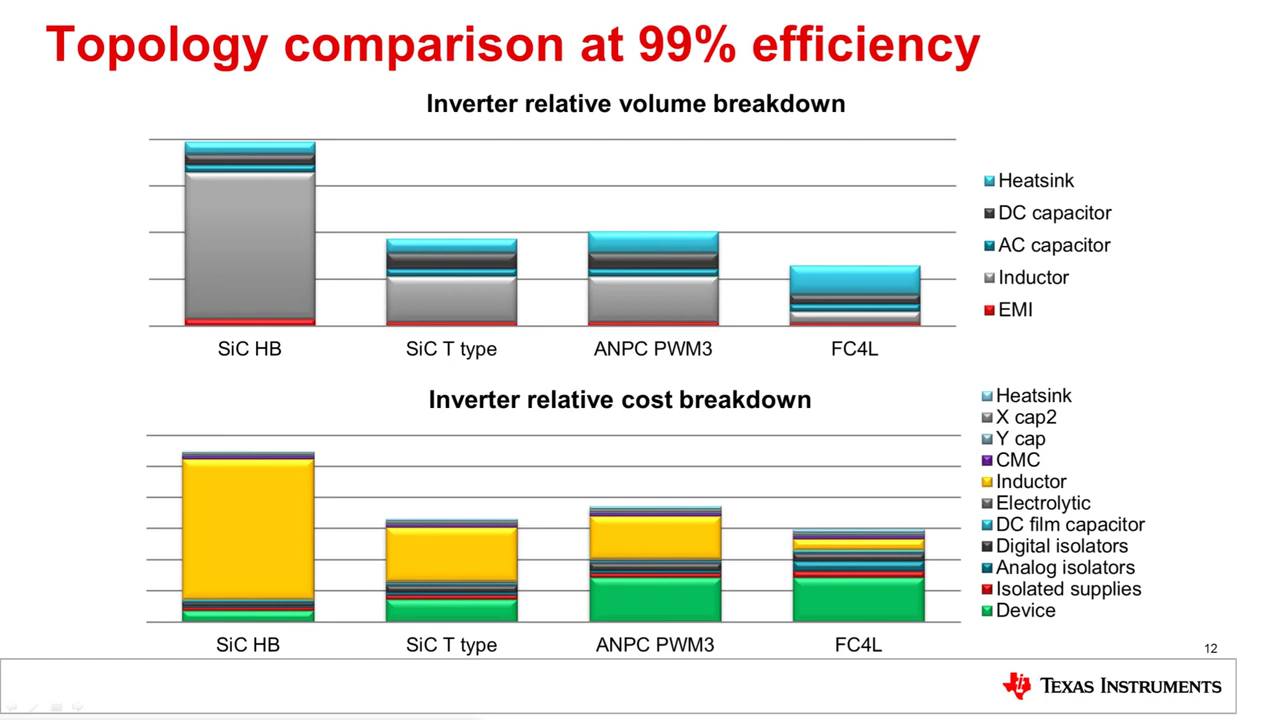 Topology comparison at 99% efficiency
Inverter relative volume breakdown
Heatsink
DC capacitor
AC capacitor
Inductor
EMI
SiC HB
SiC T type
ANPC PWM3
FC4L
Inverter relative cost breakdown
Heatsink
X cap2
Y cap
CMC
Inductor
Electrolytic
DC film capacitor
Digital isolators
Analog isolators
Isolated supplies
Device
SiC HB
SiC T type
ANPC PWM3
FC4L
12
TEXAS INSTRUMENTS